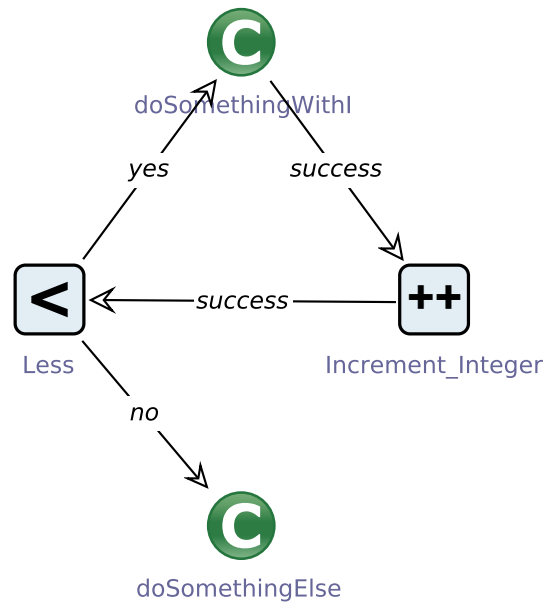 C
doSomethingWithI
yes
success
<
++
success
Less
Increment_Integer
no
C
doSomethingElse